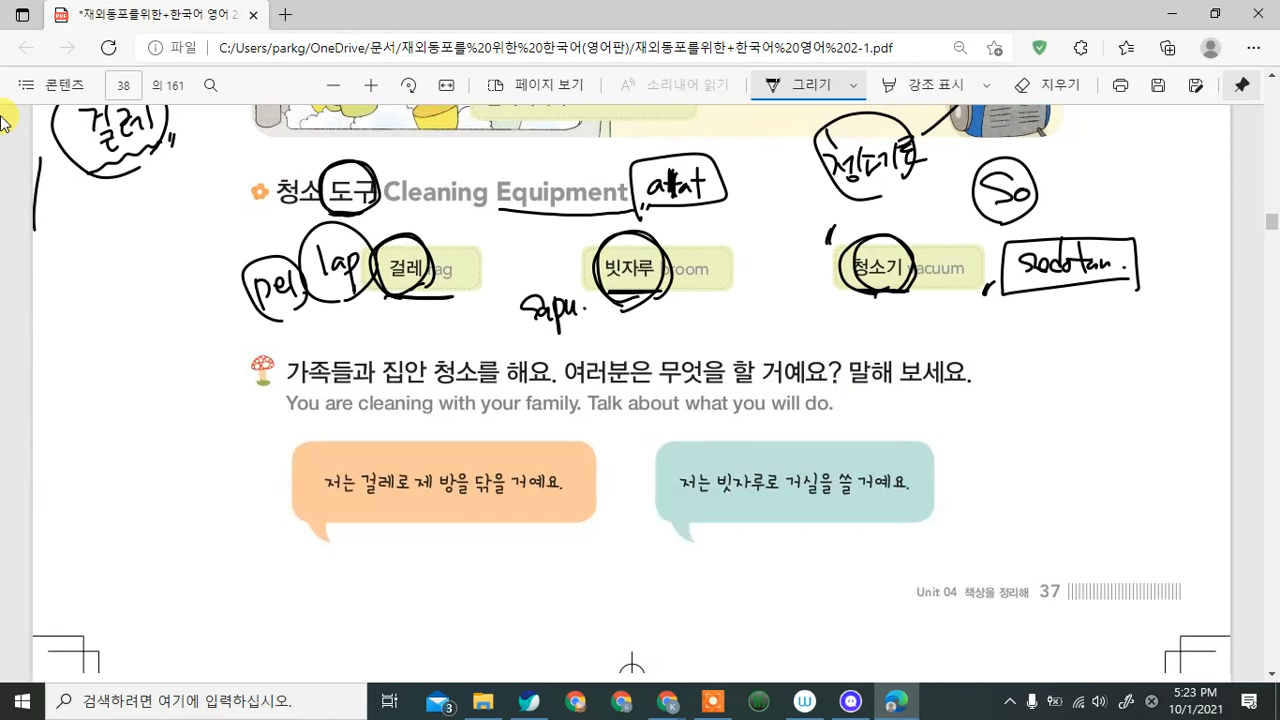 *재외동포를위한+한국어 영어 2
파일 C:/Users/parkg/OneDrive/문서/재외동포를%20위한%20한국어(영어판)/재외동포를위한+한국어%20영어%202-1.pdf
콘텐츠 38 의 161 페이지 보기 소리내어 읽기 그리기 강조 표시 지우기
걸레
청소기로
청소 도구 Cleaning Equipment alat So
pel lap 걸레 rag 빗자루 broom 청소기 vacuum sedotan.
sapu.
가족들과 집안 청소를 해요. 여러분은 무엇을 할 거예요? 말해 보세요.
You are cleaning with your family. Talk about what you will do.
저는 걸레로 제 방을 닦을 거예요. 저는 빗자루로 거실을 쓸 거예요.
Unit 04 책상을 정리해 37
검색하려면 여기에 입력하십시오. 3 W K 5:23 PM
10/1/2021